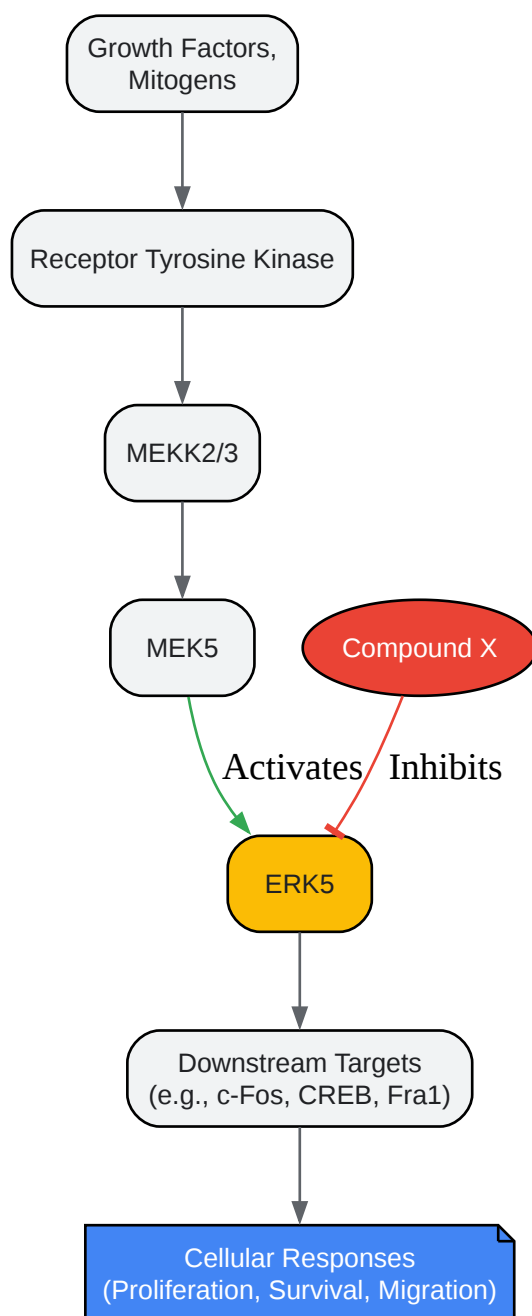 Growth Factors,
Mitogens
Receptor Tyrosine Kinase
MEKK2/3
MEK5
Compound X
Activates
Inhibits
ERK5
Downstream Targets
(e.g., c-Fos, CREB, Fra1)
Cellular Responses
(Proliferation, Survival, Migration)